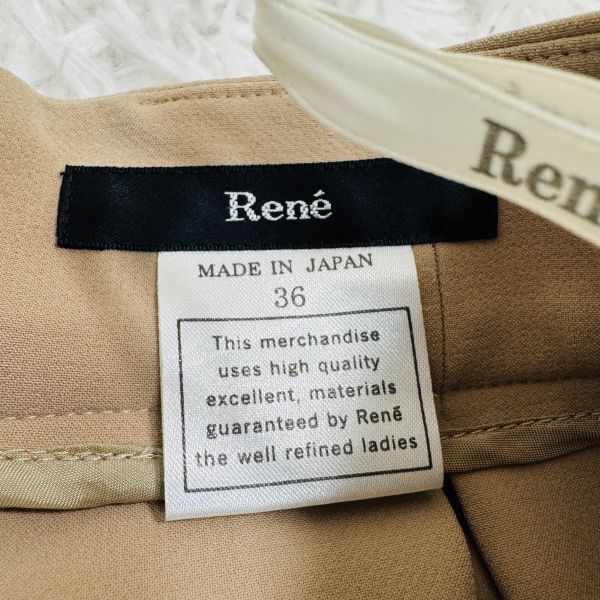 René
MADE IN JAPAN
36
This merchandise
uses high quality
excellent, materials
guaranteed by René
the well refined ladies
Ren